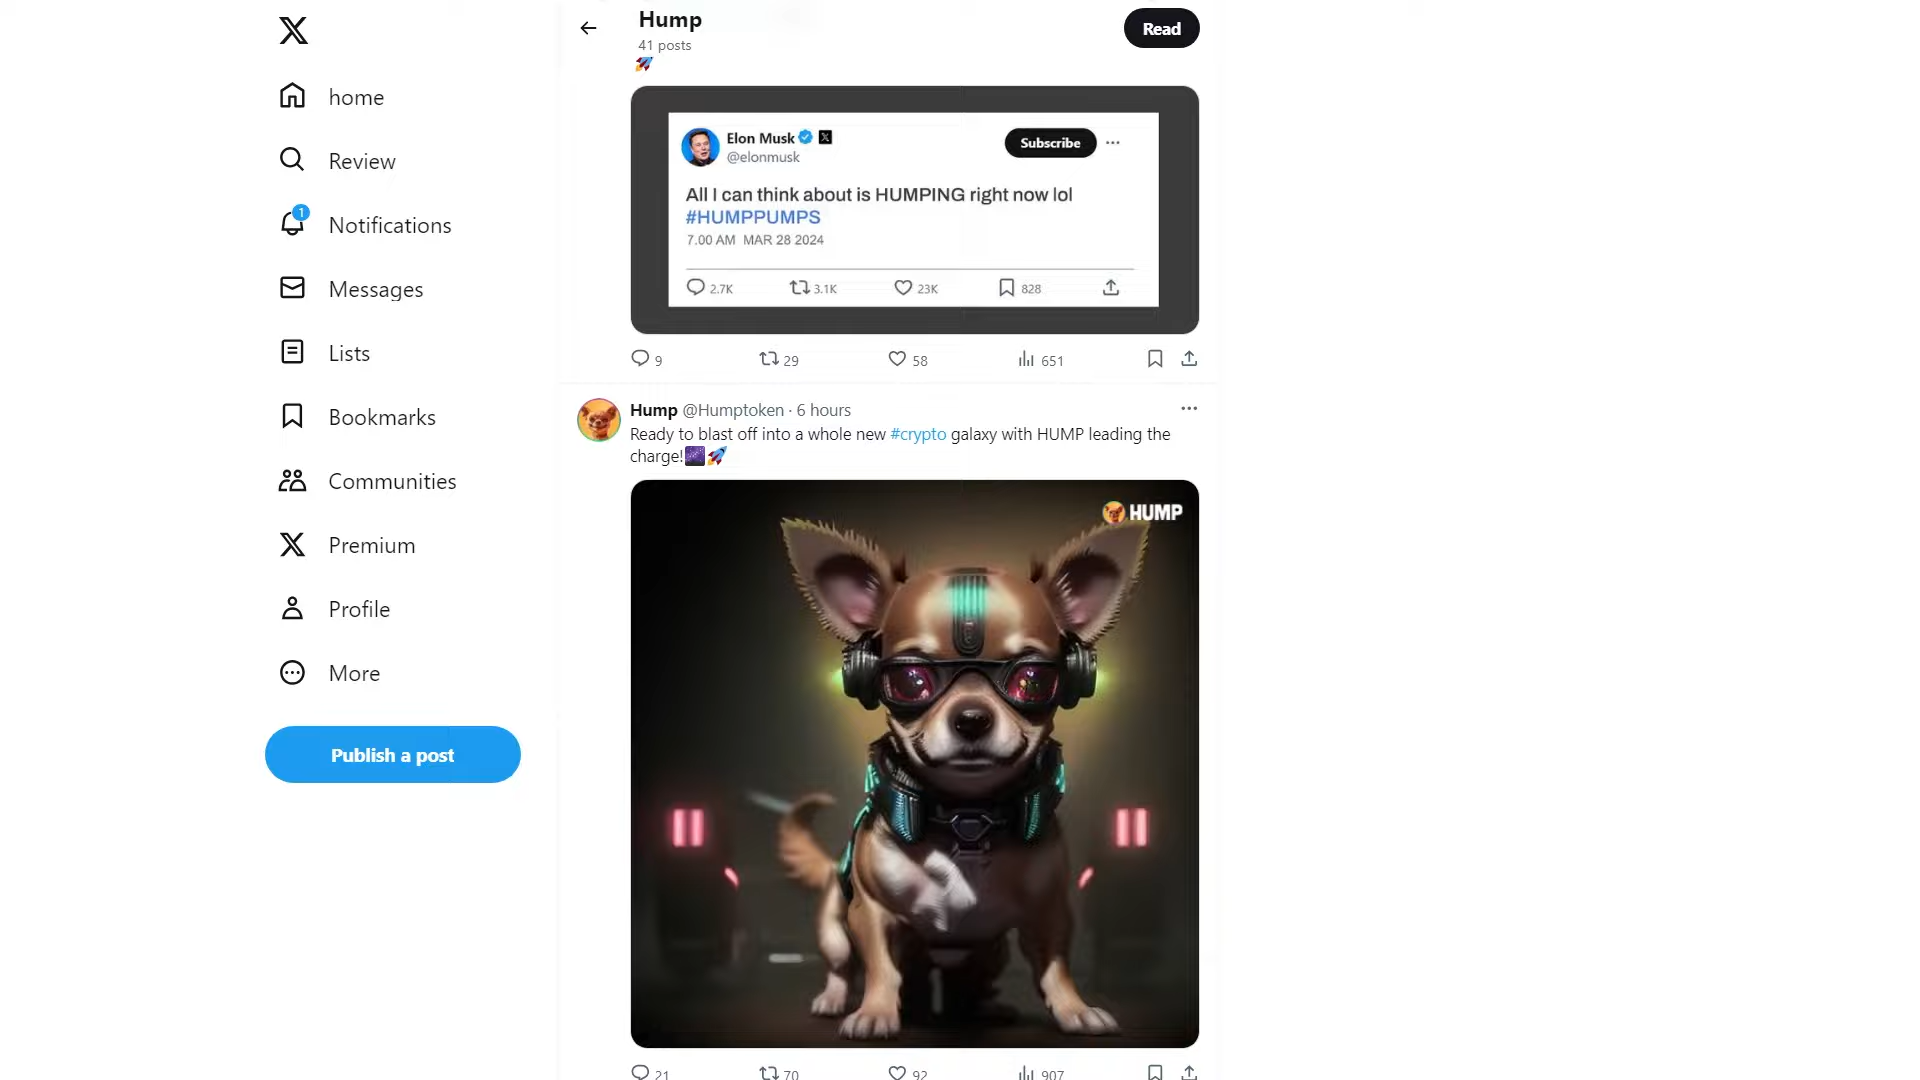 Hump
41 posts
Read
home
Review
1
Notifications
Messages
Lists
Bookmarks
Communities
Premium
Profile
More
Publish a post
Elon Musk
@elonmusk
Subscribe
All I can think about is HUMPING right now lol
#HUMPPUMPS
7.00 AM MAR 28 2024
2.7K 3.1K 23K 828
9 29 58 651
Hump @Humptoken · 6 hours
Ready to blast off into a whole new #crypto galaxy with HUMP leading the
charge!
HUMP
21 70 92 907